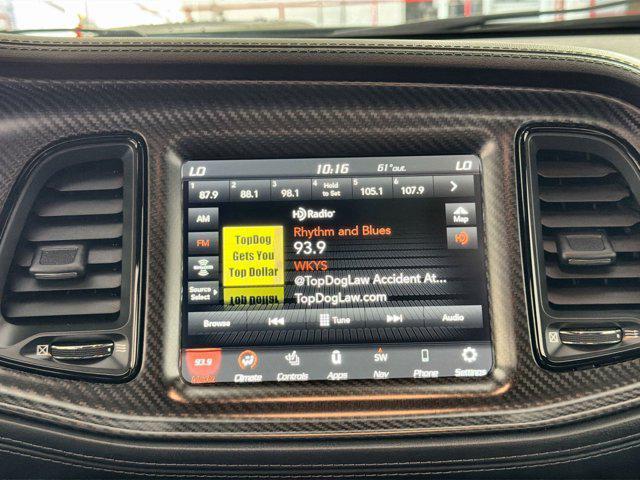 LO 10:16 61°out LO
1 87.9 2 88.1 3 98.1 4 Hold to Set 5 105.1 6 107.9
AM
HD Radio
Map
FM
TopDog
Gets You
Top Dollar
Rhythm and Blues
93.9
WKYS
@TopDogLaw Accident At...
TopDogLaw.com
HD
Source
Select
Browse Tune Audio
93.9
SW
Climate Controls Apps Nav Phone Settings